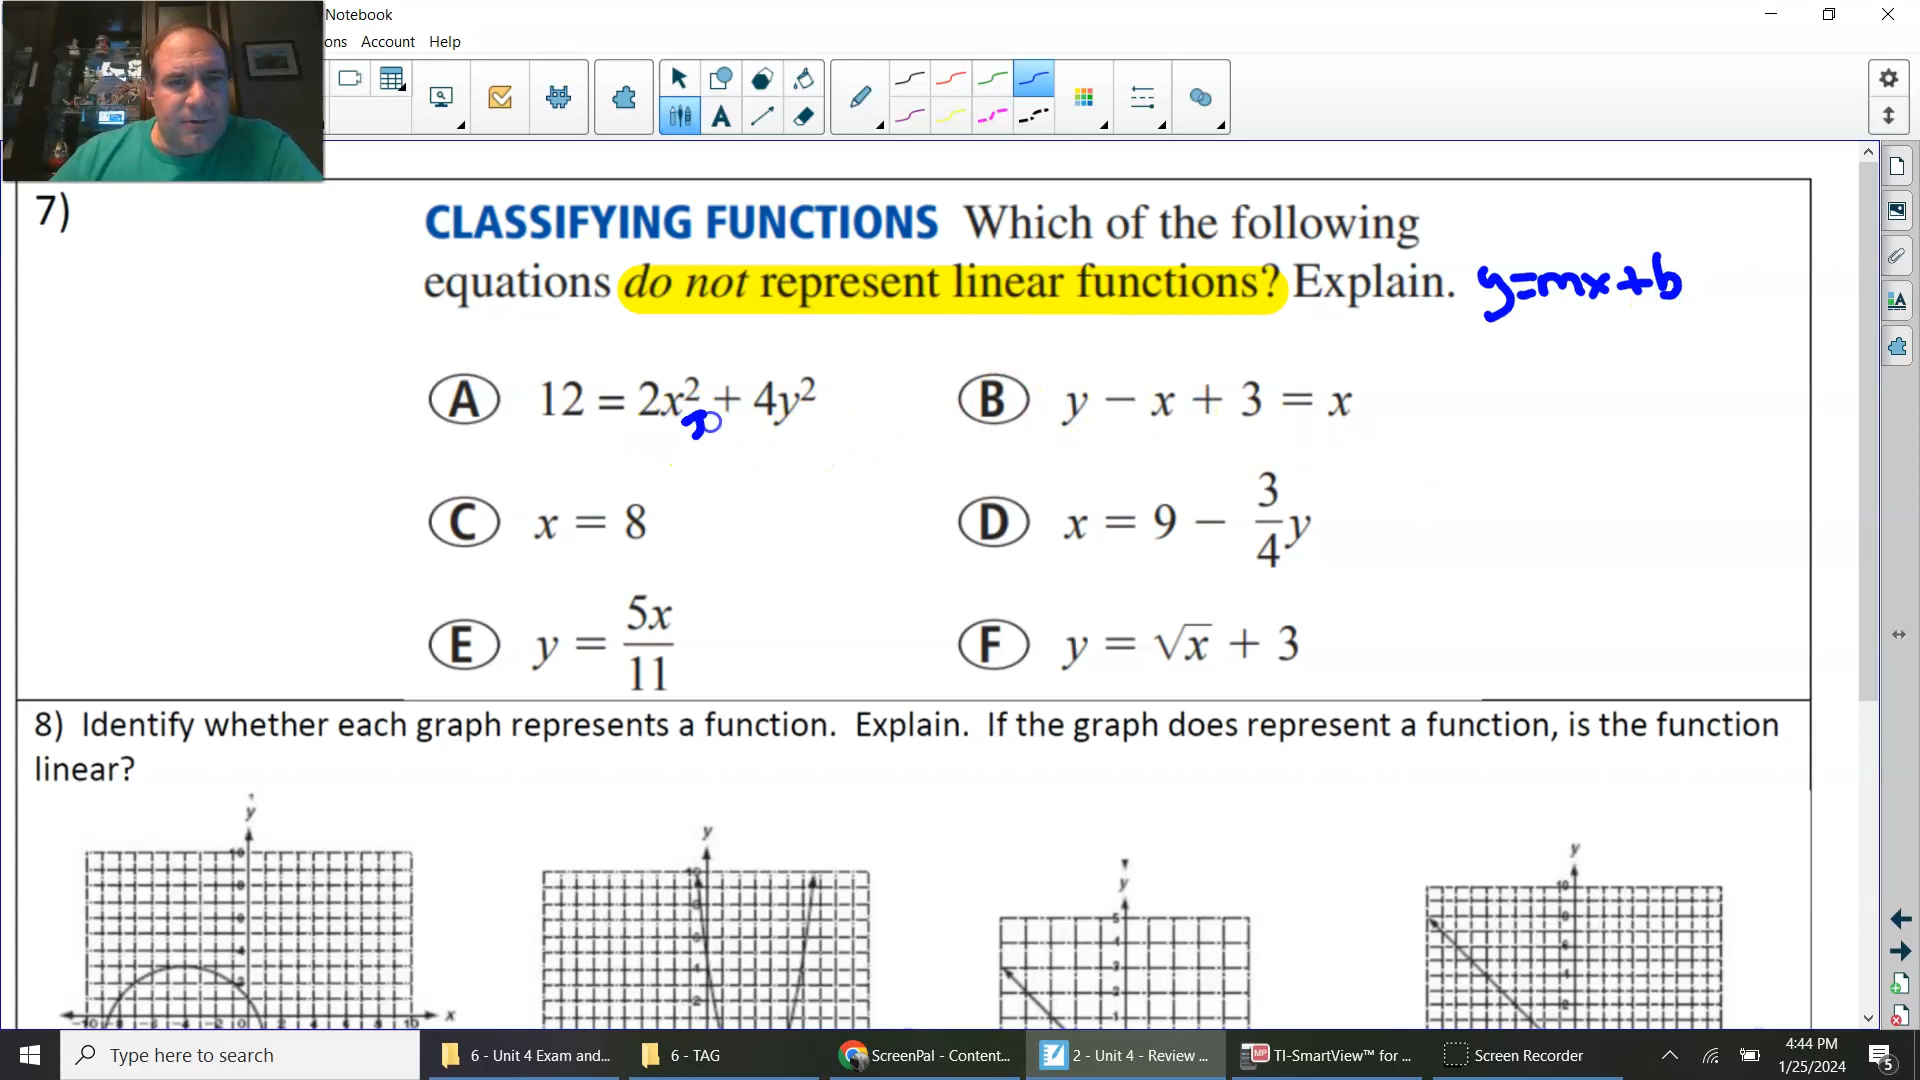 Notebook
ons Account Help
7)
CLASSIFYING FUNCTIONS Which of the following
equations do not represent linear functions? Explain. y=mx+b
A 12 = 2x² + 4y²
B y − x + 3 = x
x
C x = 8
D x = 9 − 3/4 y
E y = 5x/11
F y = √x + 3
8) Identify whether each graph represents a function. Explain. If the graph does represent a function, is the function
linear?
y
y
y
y
x
Type here to search
6 - Unit 4 Exam and...
6 - TAG
ScreenPal - Content...
2 - Unit 4 - Review ...
TI-SmartView™ for ...
Screen Recorder
4:44 PM
1/25/2024
5